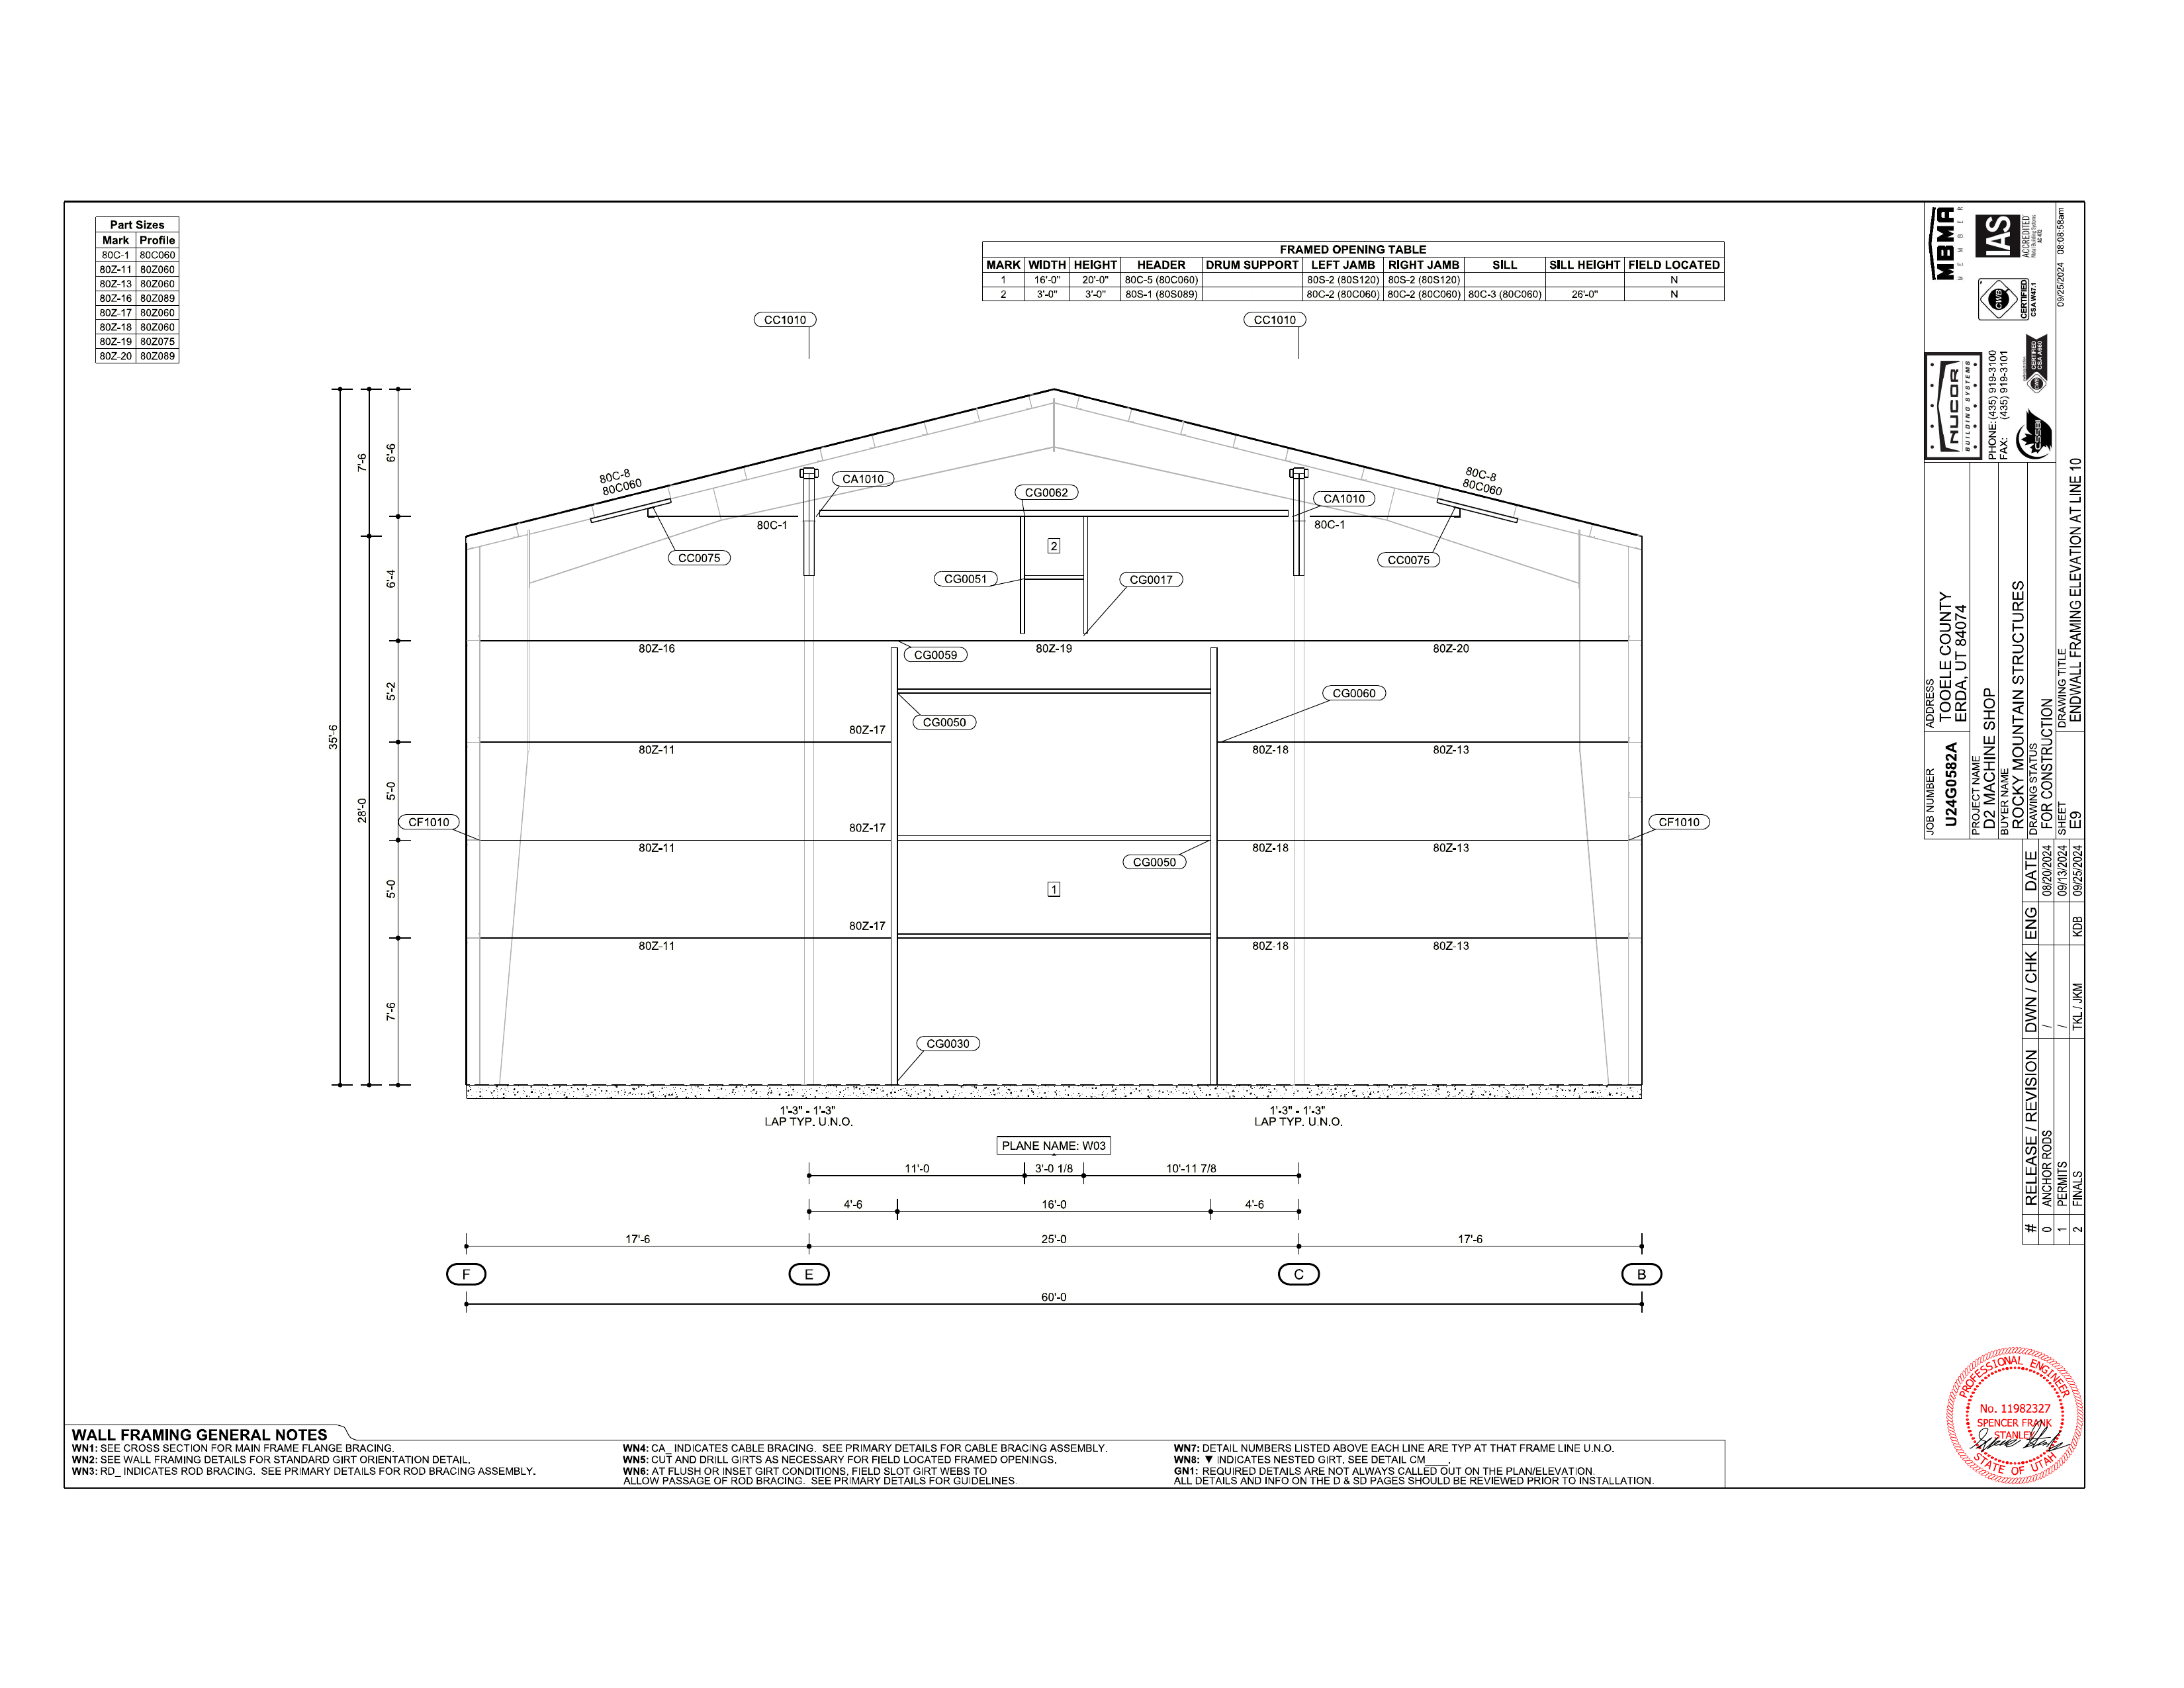 Part Sizes
Mark Profile
80C-1 80C060
80Z-11 80Z060
80Z-13 80Z060
80Z-16 80Z089
80Z-17 80Z060
80Z-18 80Z060
80Z-19 80Z075
80Z-20 80Z089
FRAMED OPENING TABLE
MARK WIDTH HEIGHT HEADER DRUM SUPPORT LEFT JAMB RIGHT JAMB SILL SILL HEIGHT FIELD LOCATED
1 16'-0" 20'-0" 80C-5 (80C060) 80S-2 (80S120) 80S-2 (80S120) N
2 3'-0" 3'-0" 80S-1 (80S089) 80C-2 (80C060) 80C-2 (80C060) 80C-3 (80C060) 26'-0" N
CC1010 CC1010
80C-8
80C060
80C-8
80C060
CA1010
CG0062
CA1010
80C-1
80C-1
2
CC0075
CC0075
CG0051
CG0017
80Z-16
CG0059
80Z-19
80Z-20
CG0060
CG0050
80Z-17
80Z-11
80Z-18
80Z-13
CF1010
80Z-17
CF1010
80Z-11
CG0050
80Z-18
80Z-13
1
80Z-17
80Z-11
80Z-18
80Z-13
CG0030
35'-6
7'-6
28'-0
6'-6
6'-4
5'-2
5'-0
5'-0
7'-6
1'-3" - 1'-3"
LAP TYP. U.N.O.
1'-3" - 1'-3"
LAP TYP. U.N.O.
PLANE NAME: W03
11'-0 3'-0 1/8 10'-11 7/8
4'-6 16'-0 4'-6
17'-6 25'-0 17'-6
F E C B
60'-0
WALL FRAMING GENERAL NOTES
WN1: SEE CROSS SECTION FOR MAIN FRAME FLANGE BRACING.
WN2: SEE WALL FRAMING DETAILS FOR STANDARD GIRT ORIENTATION DETAIL.
WN3: RD_ INDICATES ROD BRACING. SEE PRIMARY DETAILS FOR ROD BRACING ASSEMBLY.
WN4: CA_ INDICATES CABLE BRACING. SEE PRIMARY DETAILS FOR CABLE BRACING ASSEMBLY.
WN5: CUT AND DRILL GIRTS AS NECESSARY FOR FIELD LOCATED FRAMED OPENINGS.
WN6: AT FLUSH OR INSET GIRT CONDITIONS, FIELD SLOT GIRT WEBS TO
ALLOW PASSAGE OF ROD BRACING. SEE PRIMARY DETAILS FOR GUIDELINES.
WN7: DETAIL NUMBERS LISTED ABOVE EACH LINE ARE TYP AT THAT FRAME LINE U.N.O.
WN8: ▼ INDICATES NESTED GIRT, SEE DETAIL CM____.
GN1: REQUIRED DETAILS ARE NOT ALWAYS CALLED OUT ON THE PLAN/ELEVATION.
ALL DETAILS AND INFO ON THE D & SD PAGES SHOULD BE REVIEWED PRIOR TO INSTALLATION.
MBMA
MEMBER
IAS
ACCREDITED
Metal Building Systems
AC 472
CWB
CERTIFIED
CSA W47.1
CERTIFIED
CSA A660
CWB
CSSBI
NUCOR
BUILDING SYSTEMS
PHONE: (435) 919-3100
FAX: (435) 919-3101
09/25/2024 08:08:58am
JOB NUMBER
U24G0582A
ADDRESS
TOOELE COUNTY
ERDA, UT 84074
PROJECT NAME
D2 MACHINE SHOP
BUYER NAME
ROCKY MOUNTAIN STRUCTURES
DRAWING STATUS
FOR CONSTRUCTION
SHEET
E9
DRAWING TITLE
ENDWALL FRAMING ELEVATION AT LINE 10
# RELEASE / REVISION DWN / CHK ENG DATE
0 ANCHOR RODS / 08/20/2024
1 PERMITS / 09/13/2024
2 FINALS TKL / JKM KDB 09/25/2024
PROFESSIONAL ENGINEER
No. 11982327
SPENCER FRANK
STANLEY
STATE OF UTAH